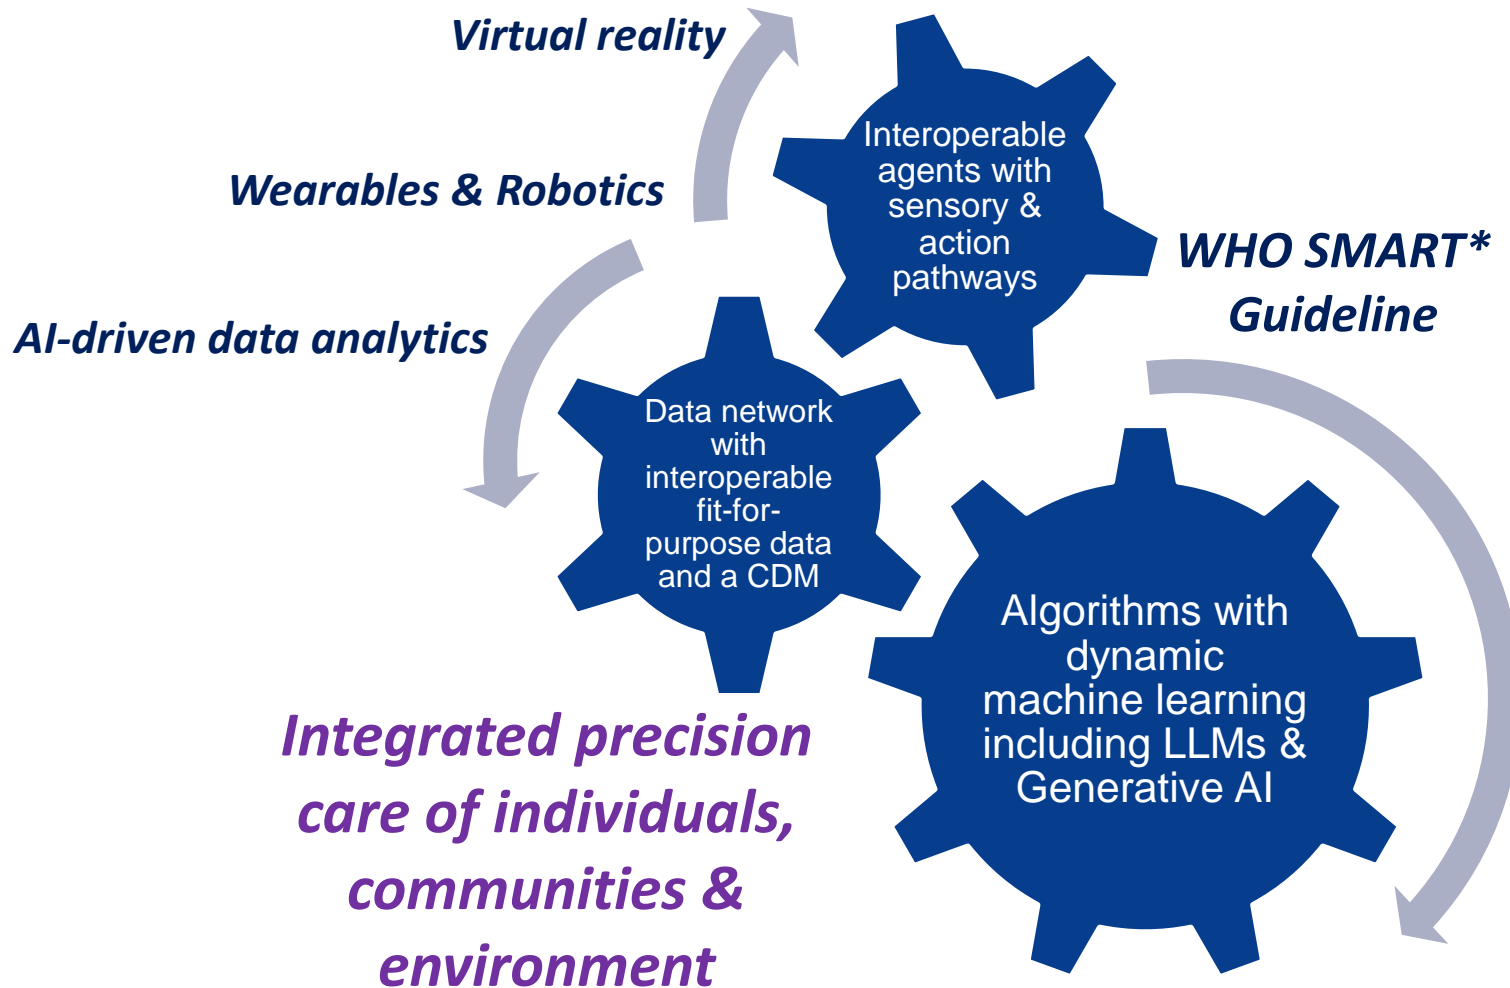 Virtual reality
Wearables & Robotics
AI-driven data analytics
Interoperable
agents with
sensory &
action
pathways
WHO SMART*
Guideline
Data network
with
interoperable
fit-for-
purpose data
and a CDM
Algorithms with
dynamic
machine learning
including LLMs &
Generative AI
Integrated precision
care of individuals,
communities &
environment